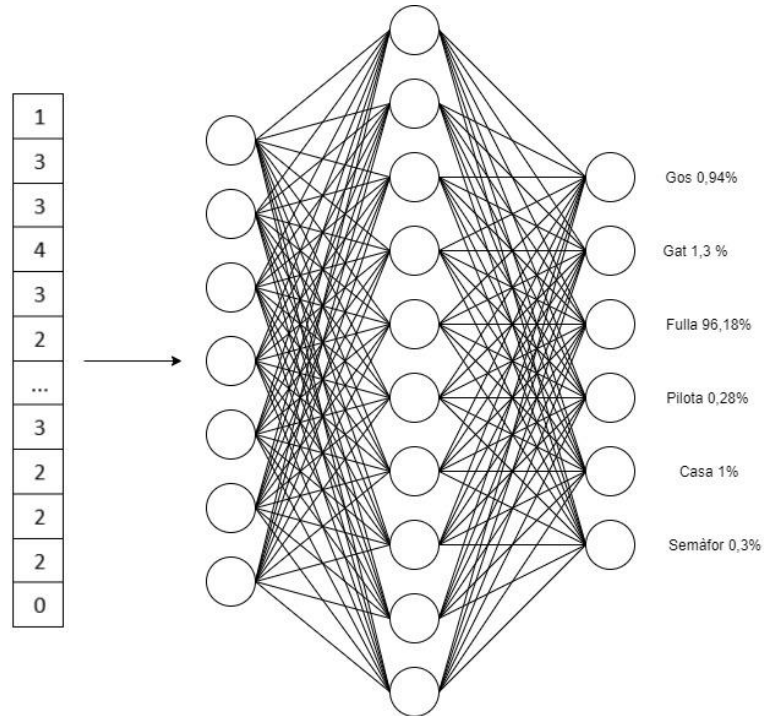 1
3
3
4
3
2
...
3
2
2
2
0
Gos 0,94%
Gat 1,3 %
Fulla 96,18%
Pilota 0,28%
Casa 1%
Semàfor 0,3%